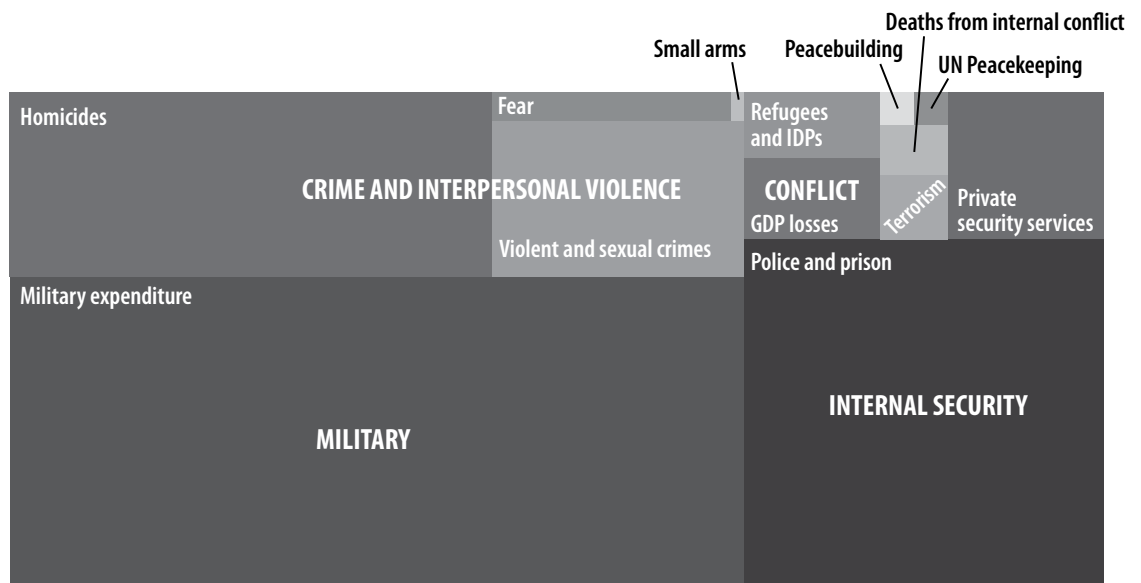 Deaths from internal conflict
Small arms
Peacebuilding
UN Peacekeeping
Homicides
Fear
Refugees
and IDPs
CRIME AND INTERPERSONAL VIOLENCE
CONFLICT
Terrorism
Private
security services
GDP losses
Violent and sexual crimes
Police and prison
Military expenditure
INTERNAL SECURITY
MILITARY